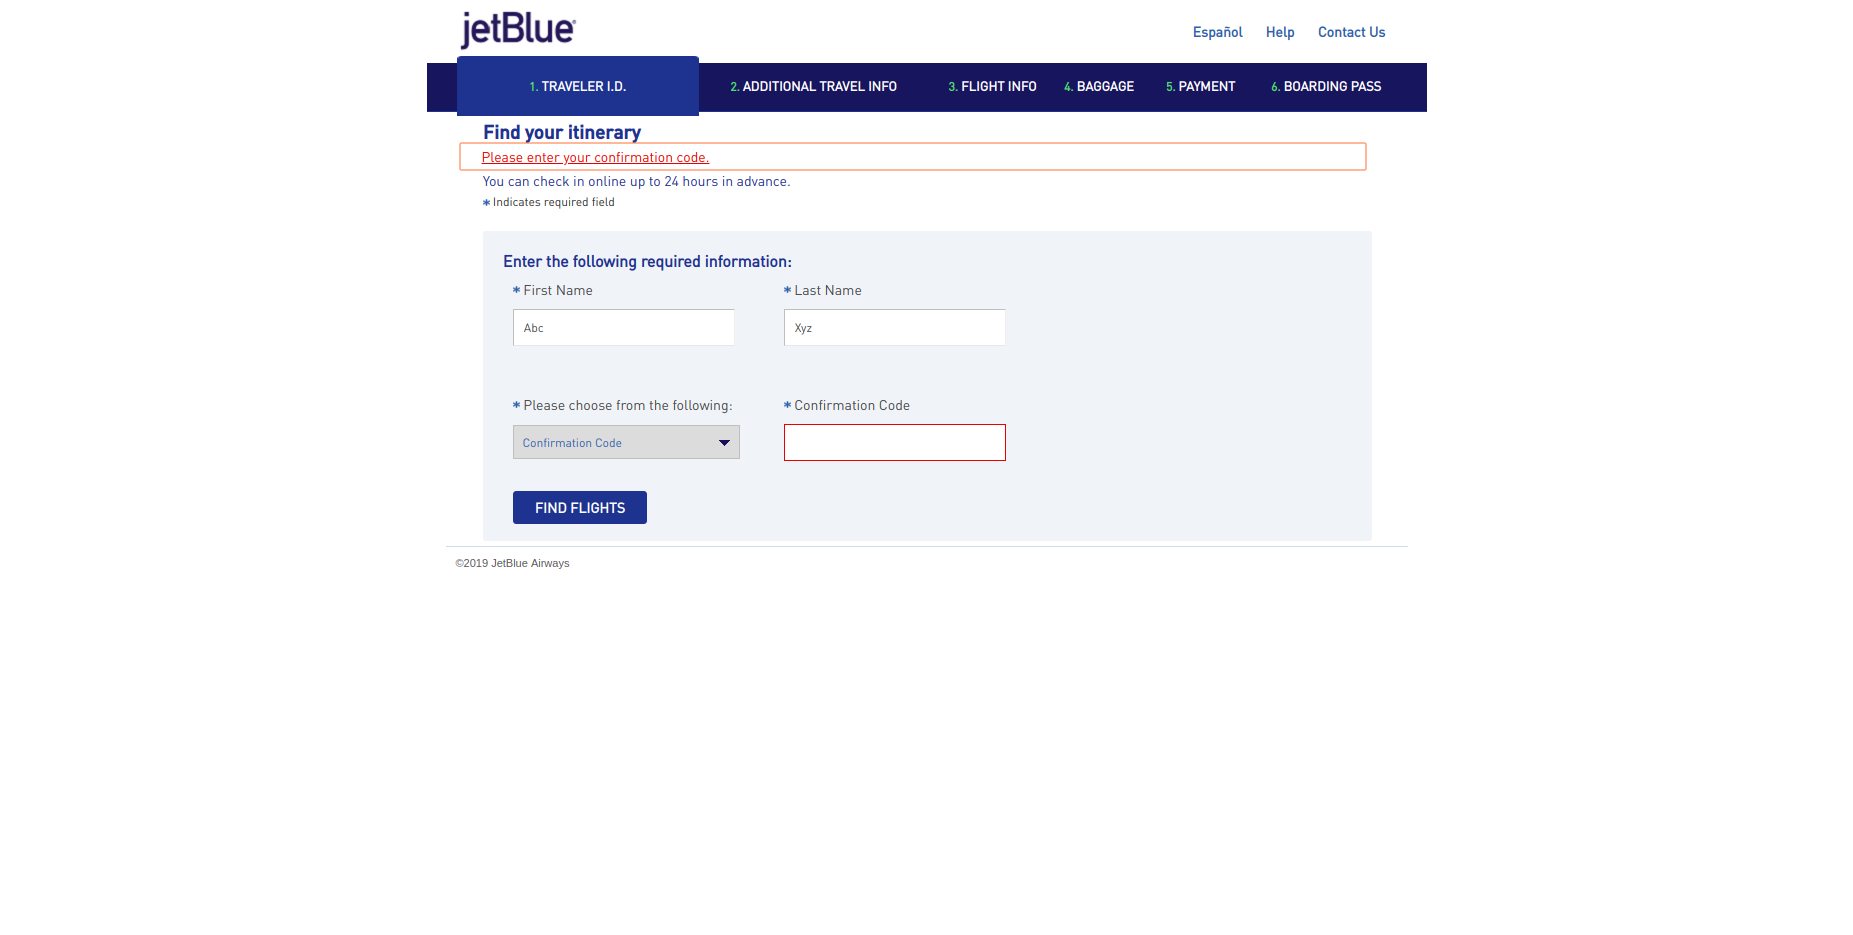 jetBlue®
Español Help Contact Us
1. TRAVELER I.D. 2. ADDITIONAL TRAVEL INFO 3. FLIGHT INFO 4. BAGGAGE 5. PAYMENT 6. BOARDING PASS
Find your itinerary
Please enter your confirmation code.
You can check in online up to 24 hours in advance.
* Indicates required field
Enter the following required information:
* First Name * Last Name
Abc Xyz
* Please choose from the following: * Confirmation Code
Confirmation Code
FIND FLIGHTS
©2019 JetBlue Airways